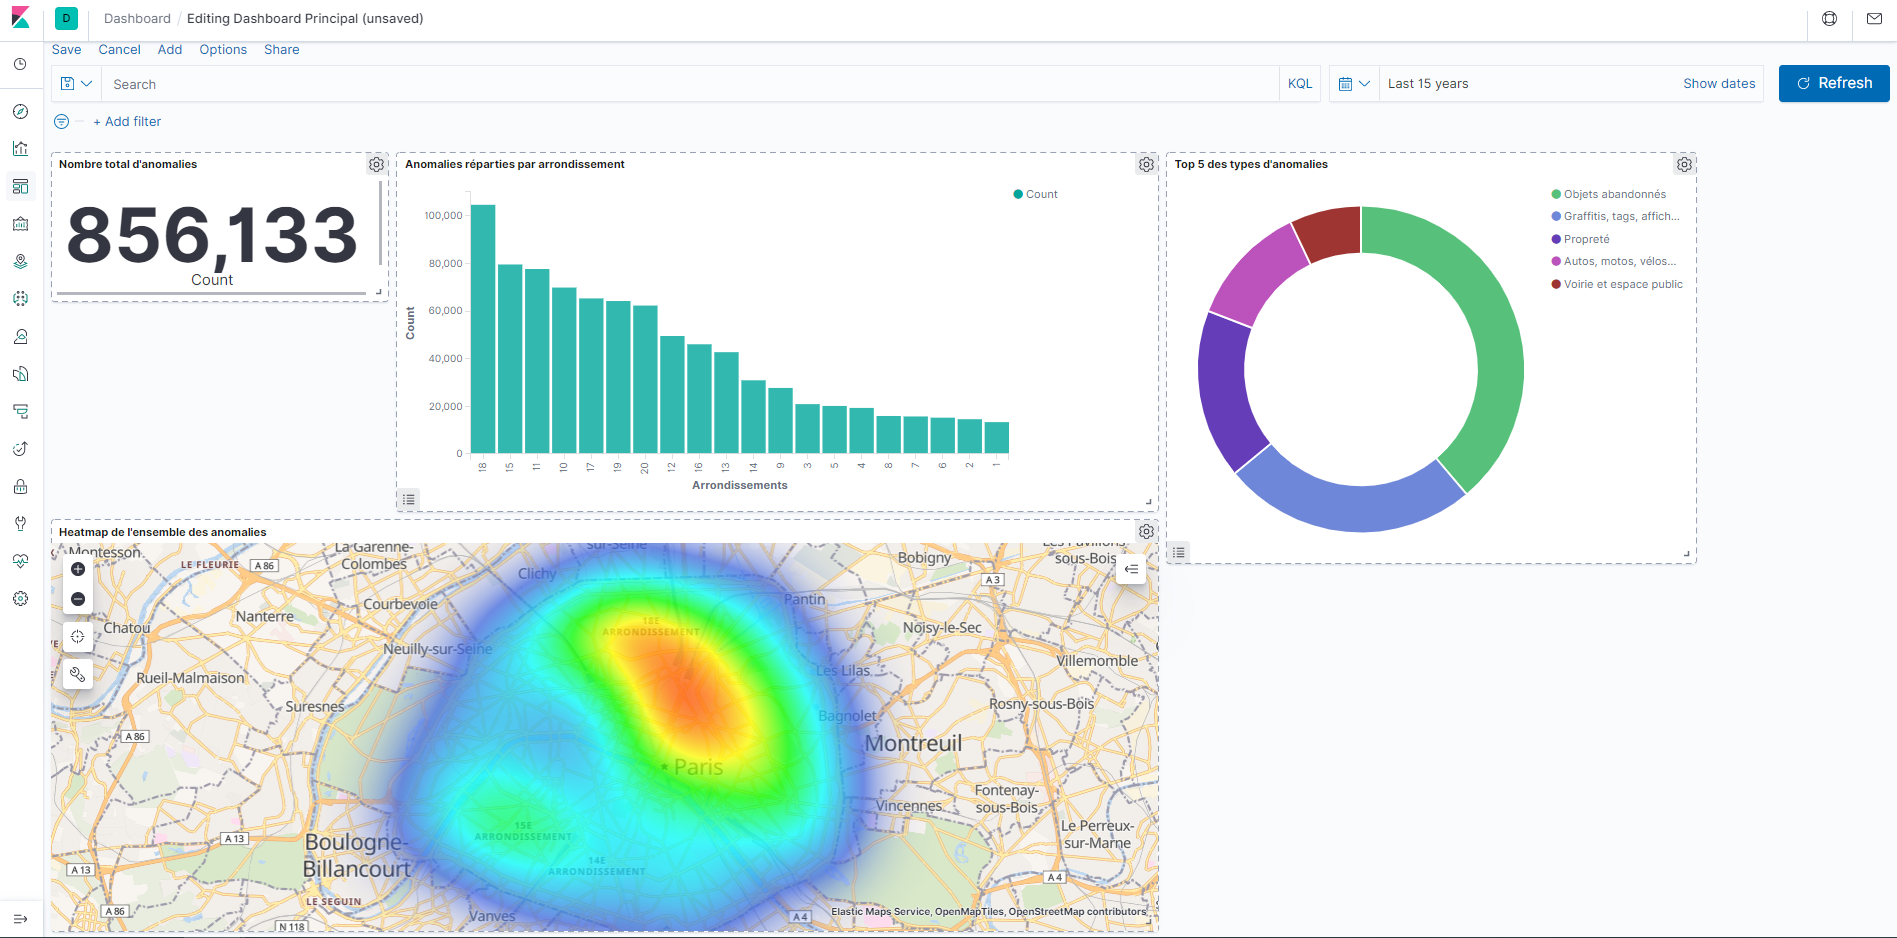 D Dashboard / Editing Dashboard Principal (unsaved)
Save Cancel Add Options Share
Search KQL Last 15 years Show dates Refresh
+ Add filter
Nombre total d'anomalies
856,133
Count
Anomalies réparties par arrondissement
Count
100,000
80,000
60,000
40,000
20,000
0
Count
18 15 11 10 17 19 20 12 16 13 14 9 3 5 4 8 7 6 2 1
Arrondissements
Top 5 des types d'anomalies
Objets abandonnés
Graffitis, tags, affich...
Propreté
Autos, motos, vélos...
Voirie et espace public
Heatmap de l'ensemble des anomalies
Montesson
La Garenne-
Colombes
sur-Seine
Bobigny
sous-Bois
LE FLEURIE
A 86
Clichy
A 3
Courbevoie
Pantin
Nanterre
Chatou
18E
ARRONDISSEMENT
Noisy-le-Sec
Neuilly-sur-Seine
Les Lilas
Villemomble
Rueil-Malmaison
Suresnes
Bagnolet
Rosny-sous-Bois
A 86
Montreuil
Paris
Fontenay-
sous-Bois
Vincennes
15E
ARRONDISSEMENT
Le Perreux-
sur-Marne
A 13
Boulogne-
Billancourt
14E
ARRONDISSEMENT
A 13
A 4
LE SEGUIN
A 86
Vanves
A 4
N 118
Elastic Maps Service, OpenMapTiles, OpenStreetMap contributors